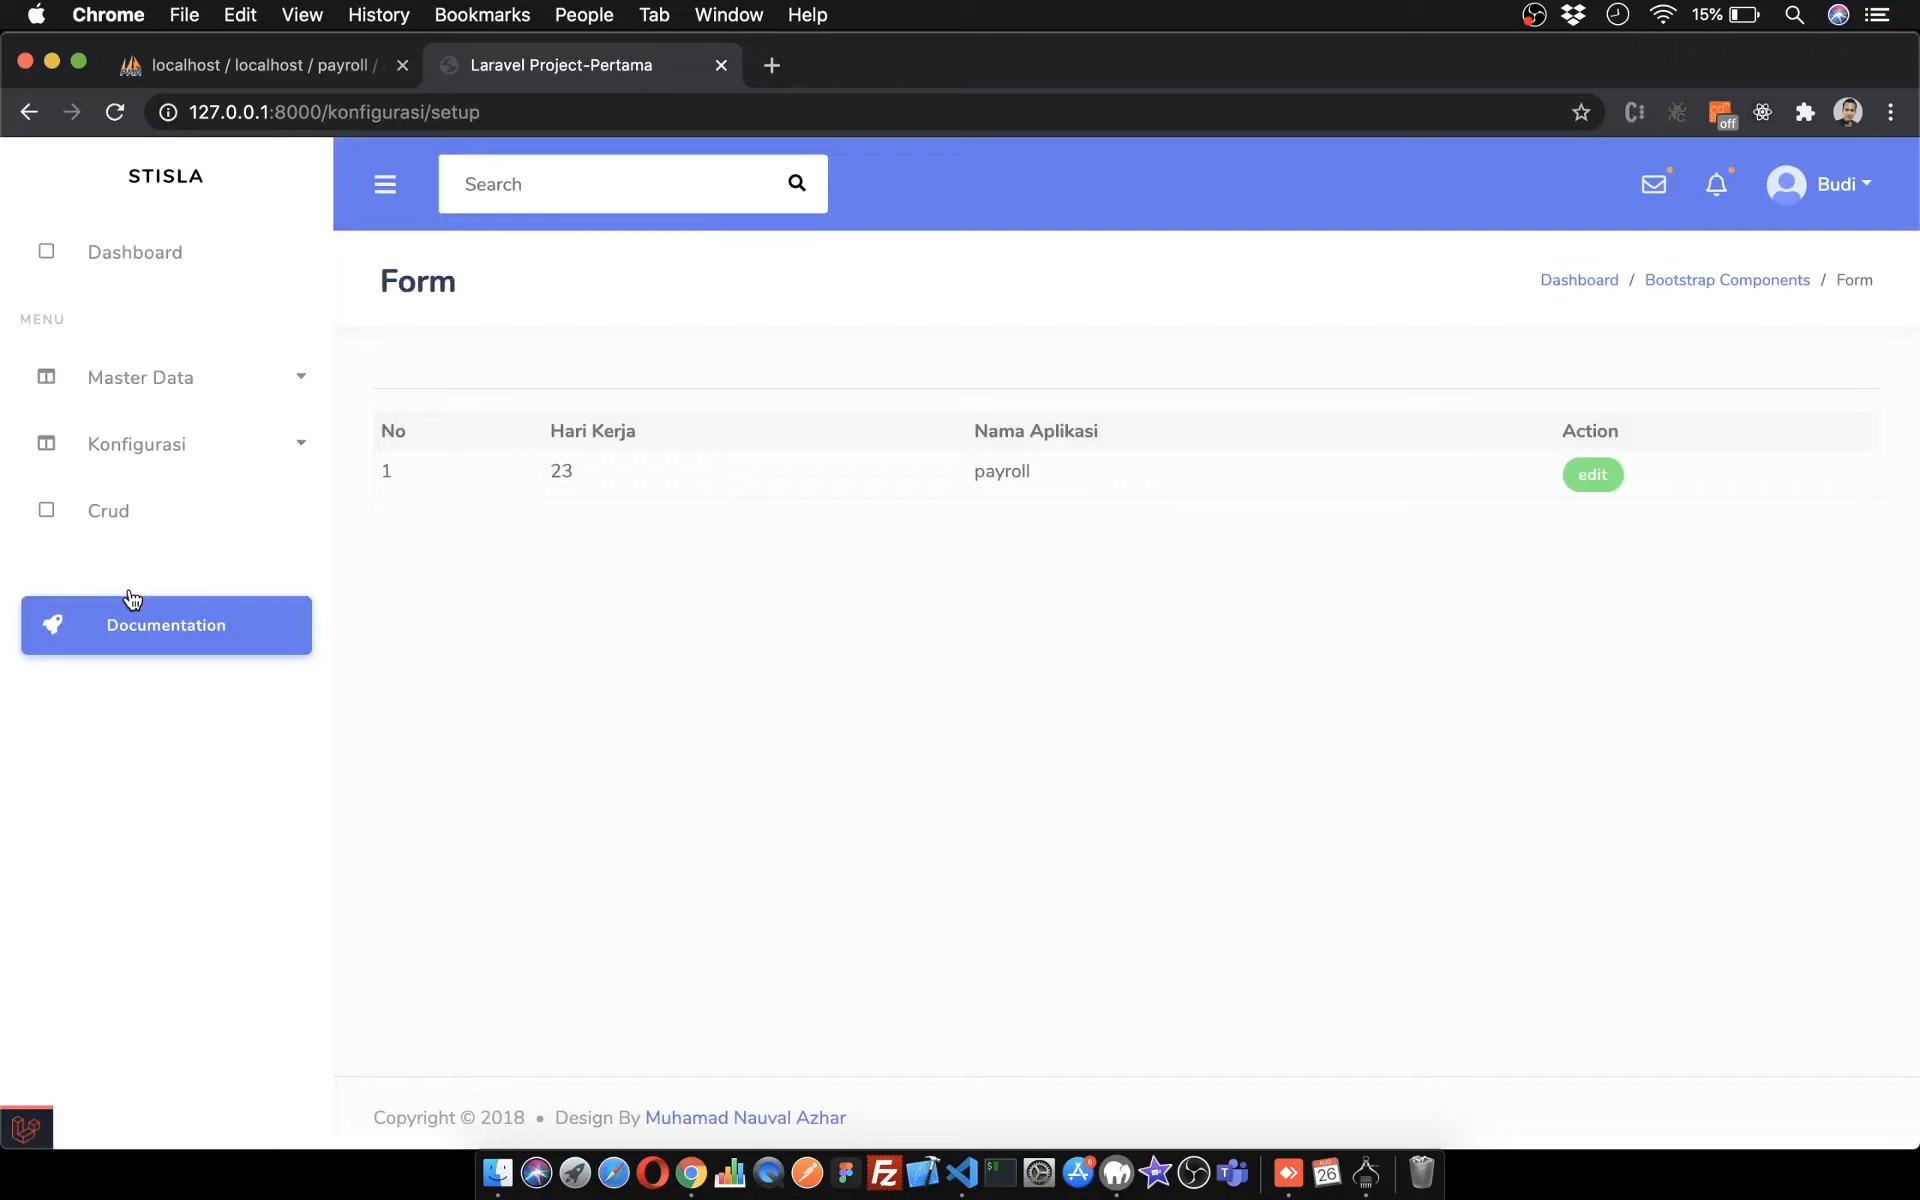 Chrome File Edit View History Bookmarks People Tab Window Help 15%
localhost / localhost / payroll /
Laravel Project-Pertama
127.0.0.1:8000/konfigurasi/setup
off
STISLA
Search
Budi
Dashboard
Form
Dashboard / Bootstrap Components / Form
MENU
Master Data
Konfigurasi
Crud
Documentation
No Hari Kerja Nama Aplikasi Action
1 23 payroll edit
Copyright © 2018 • Design By Muhamad Nauval Azhar
26